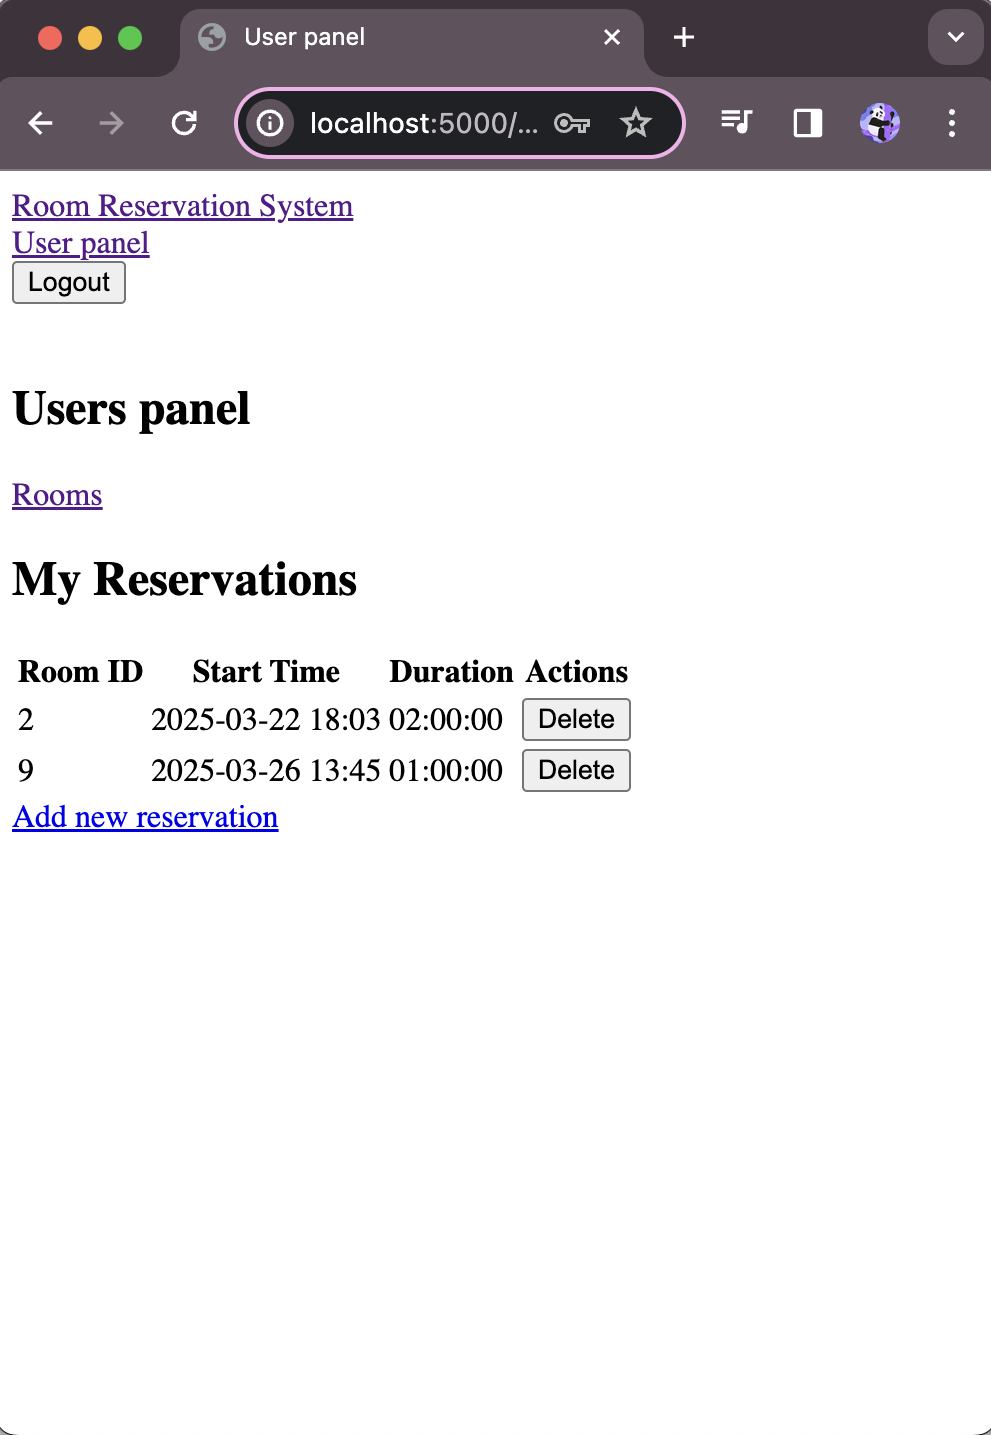 User panel
localhost:5000/...
Room Reservation System
User panel
Logout
Users panel
Rooms
My Reservations
Room ID Start Time Duration Actions
2 2025-03-22 18:03 02:00:00 Delete
9 2025-03-26 13:45 01:00:00 Delete
Add new reservation